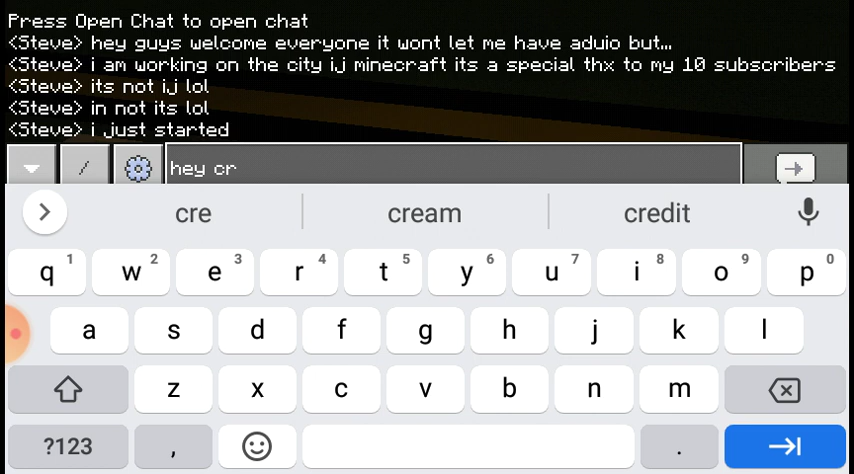 Press Open Chat to open chat
<Steve> hey guys welcome everyone it wont let me have aduio but...
<Steve> i am working on the city ij minecraft its a special thx to my 10 subscribers
<Steve> its not ij lol
<Steve> in not its lol
<Steve> i just started
/ hey cr
cre cream credit
q 1 w 2 e 3 r 4 t 5 y 6 u 7 i 8 o 9 p 0
a s d f g h j k l
z x c v b n m
?123 , .